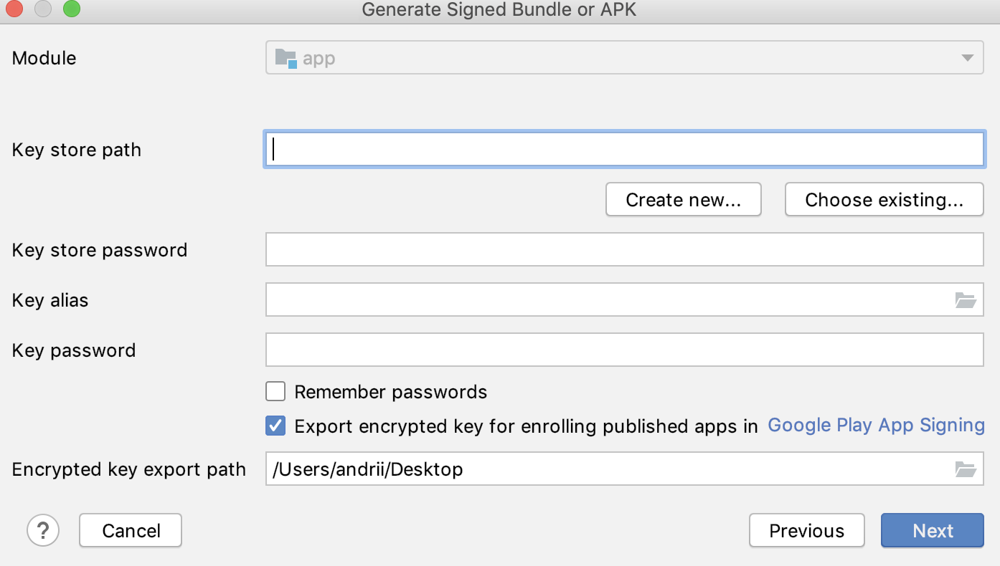 Generate Signed Bundle or APK
Module
app
Key store path
Create new...
Choose existing...
Key store password
Key alias
Key password
Remember passwords
Export encrypted key for enrolling published apps in Google Play App Signing
Encrypted key export path
/Users/andrii/Desktop
?
Cancel
Previous
Next